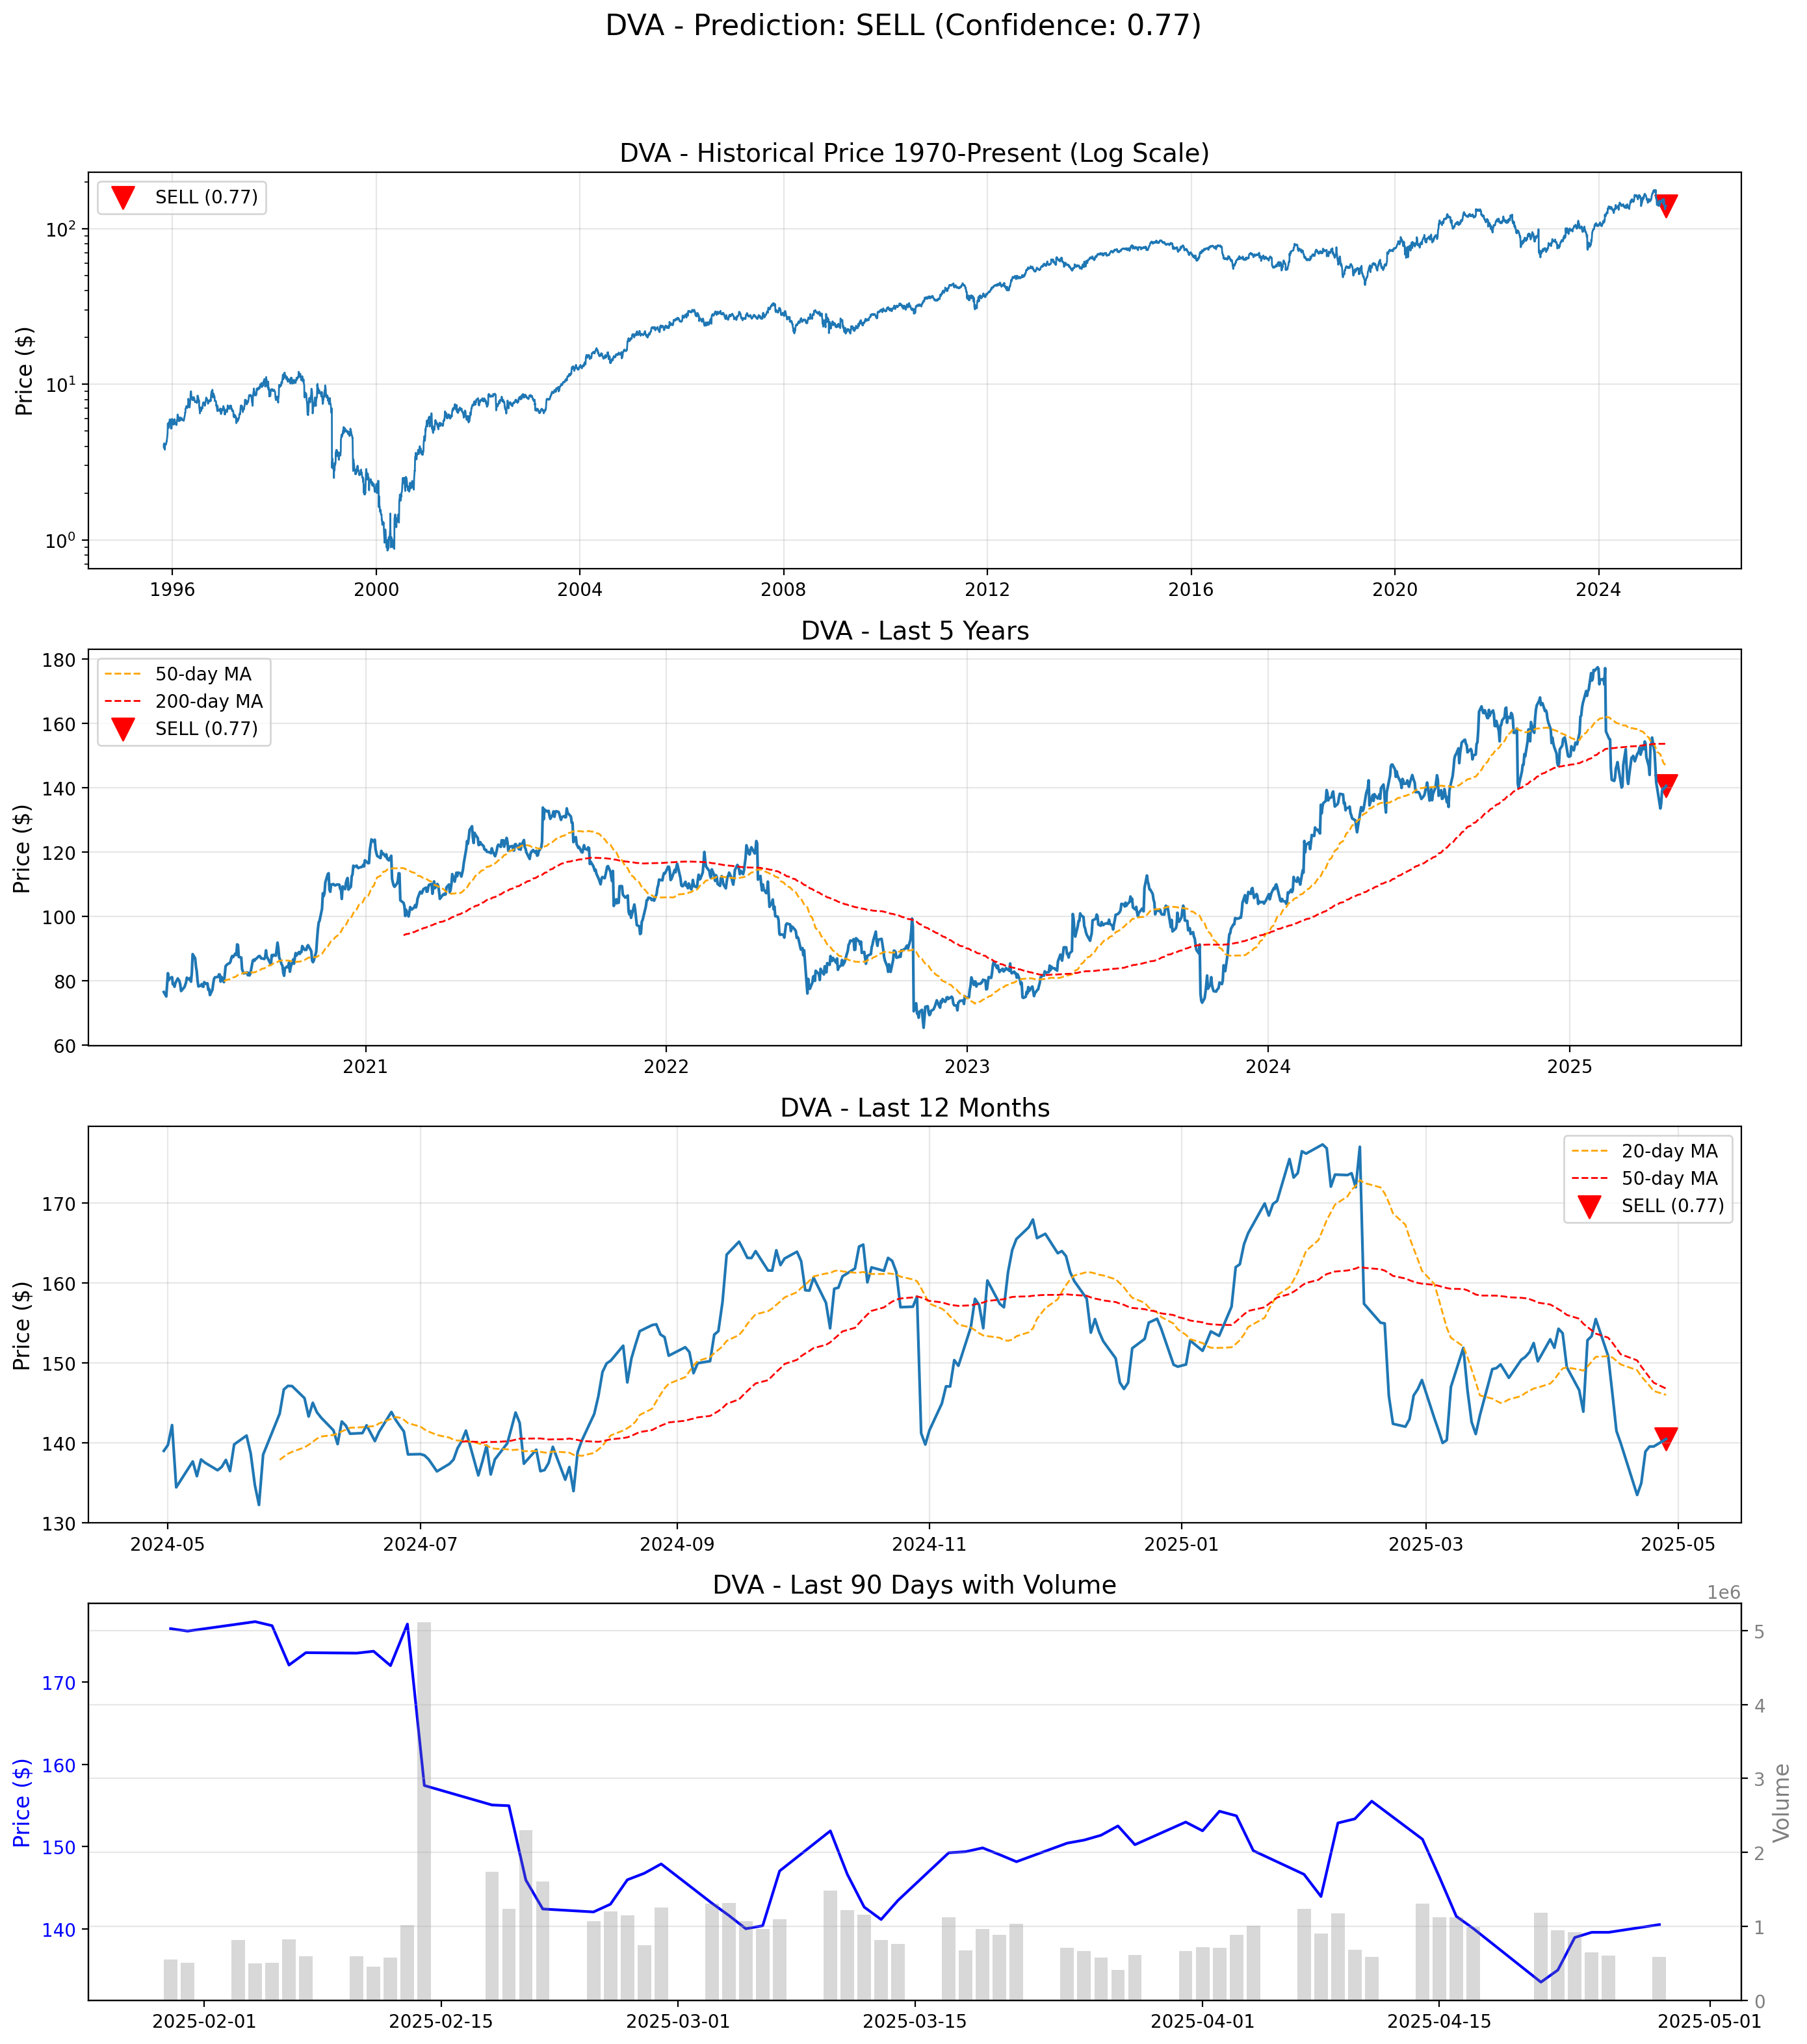 DVA - Prediction: SELL (Confidence: 0.77)
DVA - Historical Price 1970-Present (Log Scale)
SELL (0.77)
Price ($)
10²
10¹
10⁰
1996 2000 2004 2008 2012 2016 2020 2024
DVA - Last 5 Years
50-day MA
200-day MA
SELL (0.77)
Price ($)
180
160
140
120
100
80
60
2021 2022 2023 2024 2025
DVA - Last 12 Months
20-day MA
50-day MA
SELL (0.77)
Price ($)
170
160
150
140
130
2024-05 2024-07 2024-09 2024-11 2025-01 2025-03 2025-05
DVA - Last 90 Days with Volume
1e6
Price ($)
170
160
150
140
5
4
3
2
1
0
Volume
2025-02-01 2025-02-15 2025-03-01 2025-03-15 2025-04-01 2025-04-15 2025-05-01